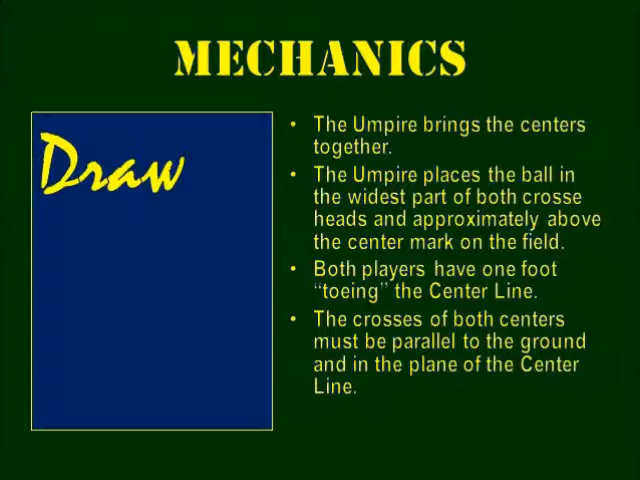 MECHANICS
Draw
• The Umpire brings the centers
together.
• The Umpire places the ball in
the widest part of both crosse
heads and approximately above
the center mark on the field.
• Both players have one foot
“toeing” the Center Line.
• The crosses of both centers
must be parallel to the ground
and in the plane of the Center
Line.